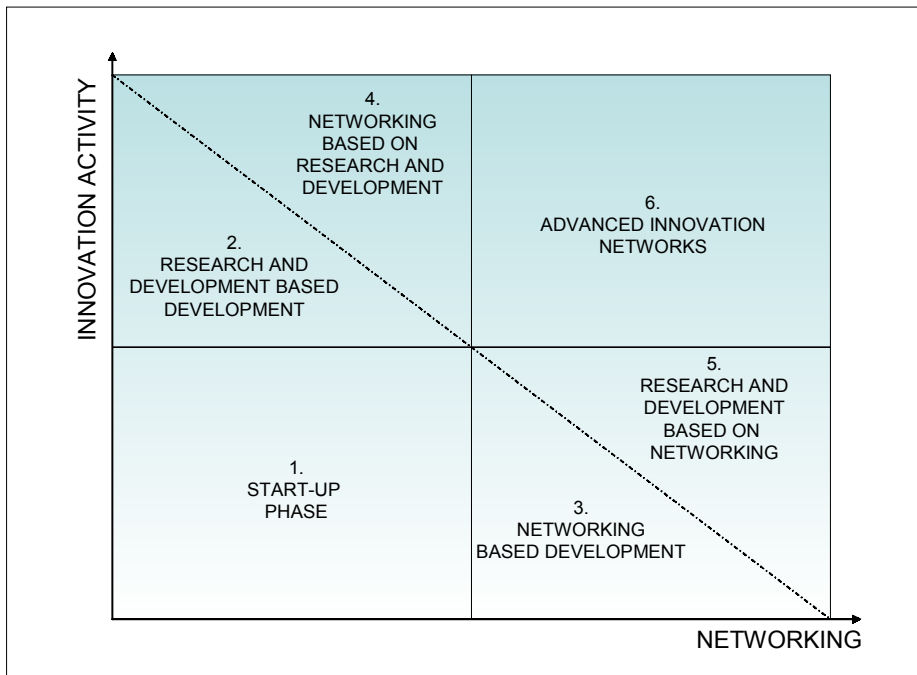 INNOVATION ACTIVITY
4.
NETWORKING
BASED ON
RESEARCH AND
DEVELOPMENT
6.
ADVANCED INNOVATION
NETWORKS
2.
RESEARCH AND
DEVELOPMENT BASED
DEVELOPMENT
5.
RESEARCH AND
DEVELOPMENT
BASED ON
NETWORKING
1.
START-UP
PHASE
3.
NETWORKING
BASED DEVELOPMENT
NETWORKING